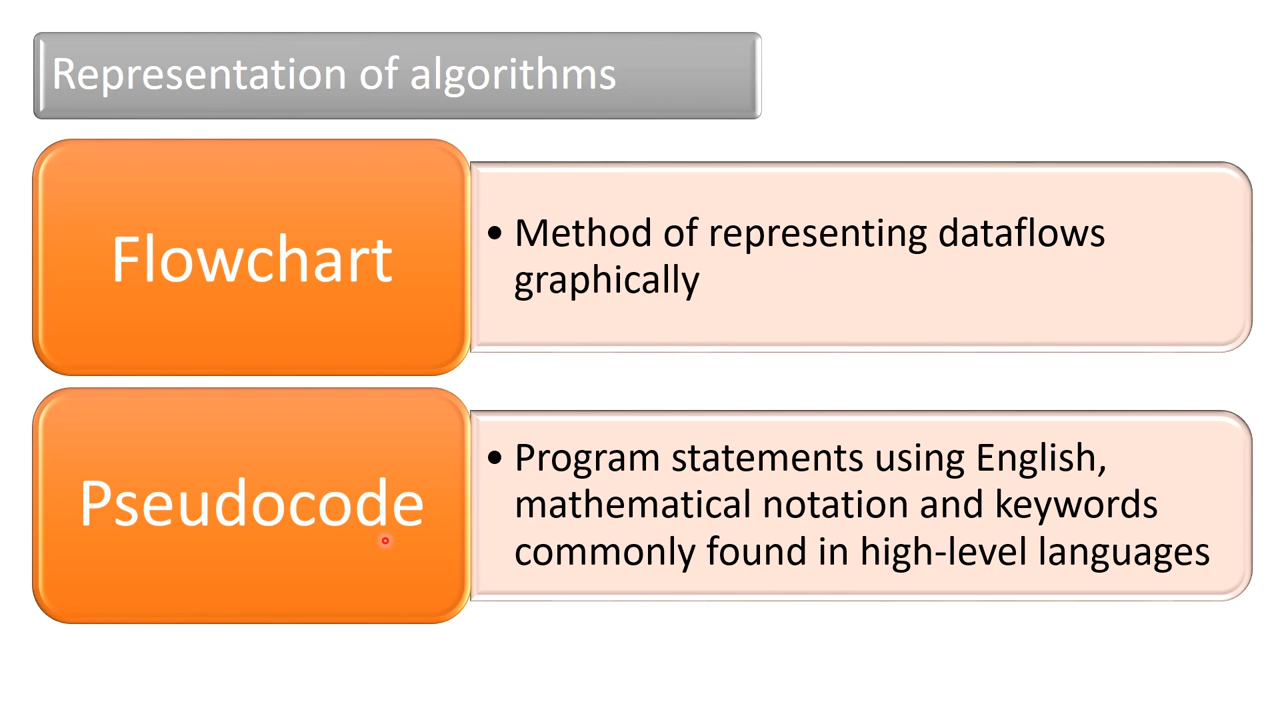 Representation of algorithms
Flowchart
• Method of representing dataflows
graphically
Pseudocode
• Program statements using English,
mathematical notation and keywords
commonly found in high-level languages